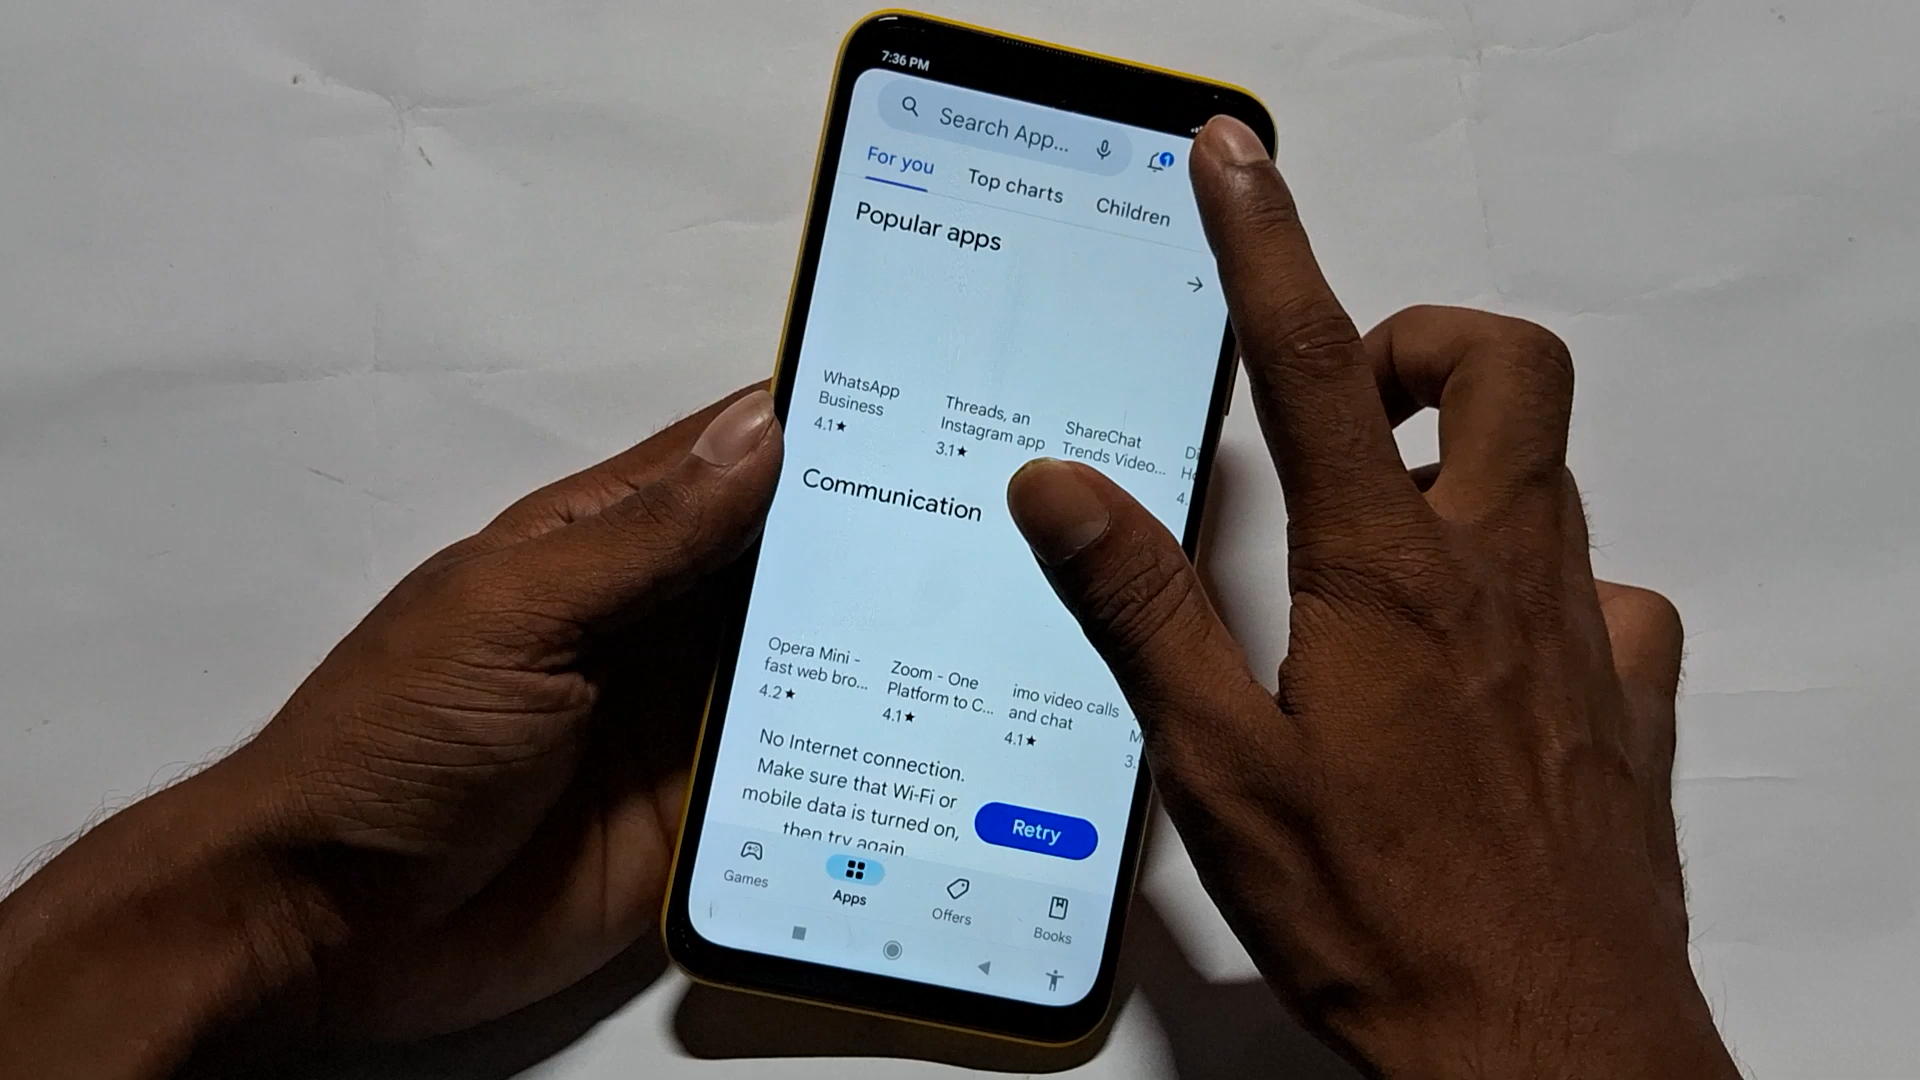 7:36 PM
Search App...
1
For you
Top charts
Children
Popular apps
WhatsApp
Business
4.1★
Threads, an
Instagram app
3.1★
ShareChat
Trends Video...
Communication
Opera Mini -
fast web bro...
4.2★
Zoom - One
Platform to C...
4.1★
imo video calls
and chat
4.1★
No Internet connection.
Make sure that Wi-Fi or
mobile data is turned on,
then try again
Retry
Games
Apps
Offers
Books